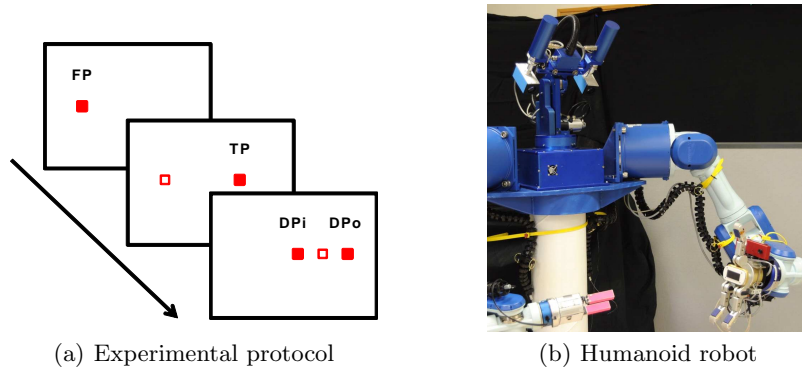 FP
TP
DPi DPo
(a) Experimental protocol
(b) Humanoid robot